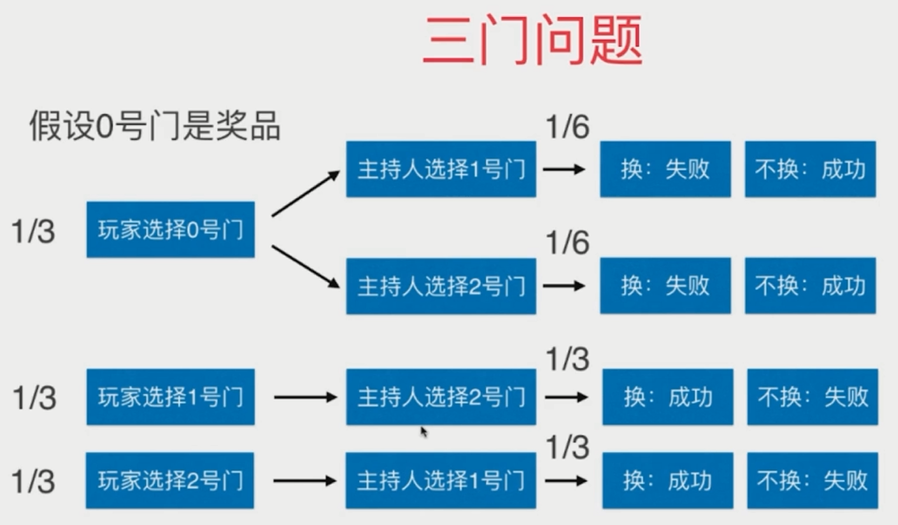 三门问题
假设0号门是奖品
1/3
玩家选择0号门
主持人选择1号门
1/6
换：失败
不换：成功
主持人选择2号门
1/6
换：失败
不换：成功
1/3
玩家选择1号门
主持人选择2号门
1/3
换：成功
不换：失败
1/3
玩家选择2号门
主持人选择1号门
1/3
换：成功
不换：失败